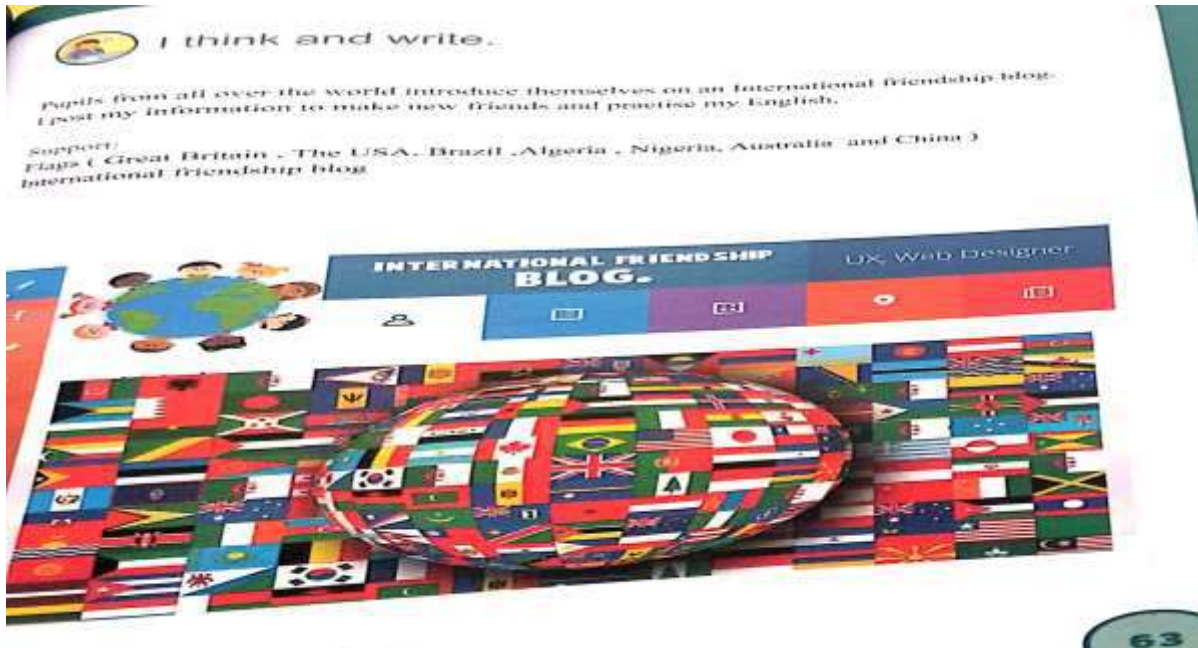 I think and write.
Pupils from all over the world introduce themselves on an International friendship blog.
I post my information to make new friends and practise my English.
Support:
Flags ( Great Britain , The USA, Brazil ,Algeria , Nigeria, Australia and China )
International friendship blog
INTERNATIONAL FRIENDSHIP
BLOG.
UX, Web Designer
63